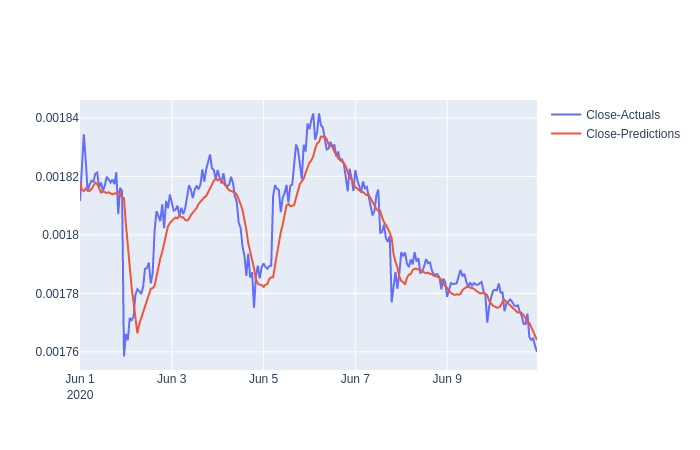 0.00184
0.00182
0.0018
0.00178
0.00176
Jun 1
2020
Jun 3
Jun 5
Jun 7
Jun 9
Close-Actuals
Close-Predictions